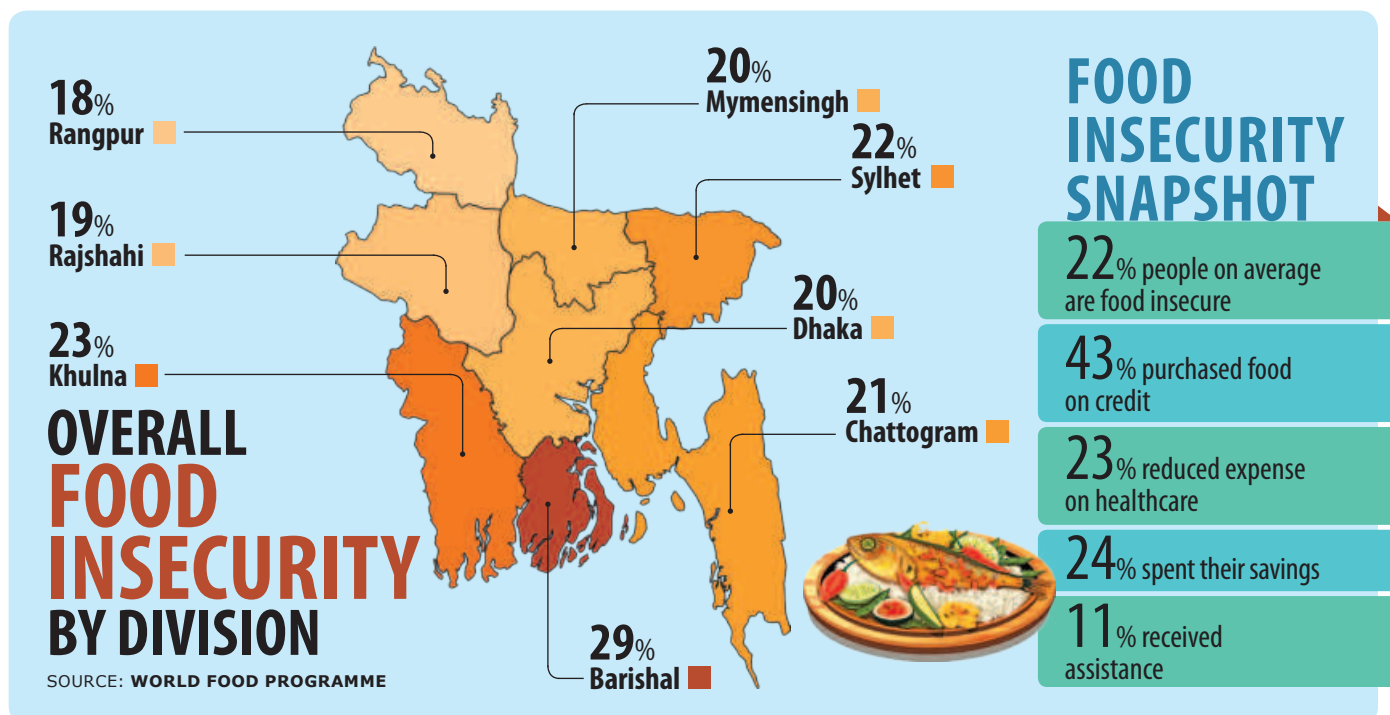 18%
Rangpur
19%
Rajshahi
23%
Khulna
OVERALL
FOOD
INSECURITY
BY DIVISION
SOURCE: WORLD FOOD PROGRAMME
20%
Mymensingh
22%
Sylhet
20%
Dhaka
21%
Chattogram
29%
Barishal
FOOD
INSECURITY
SNAPSHOT
22% people on average
are food insecure
43% purchased food
on credit
23% reduced expense
on healthcare
24% spent their savings
11% received
assistance